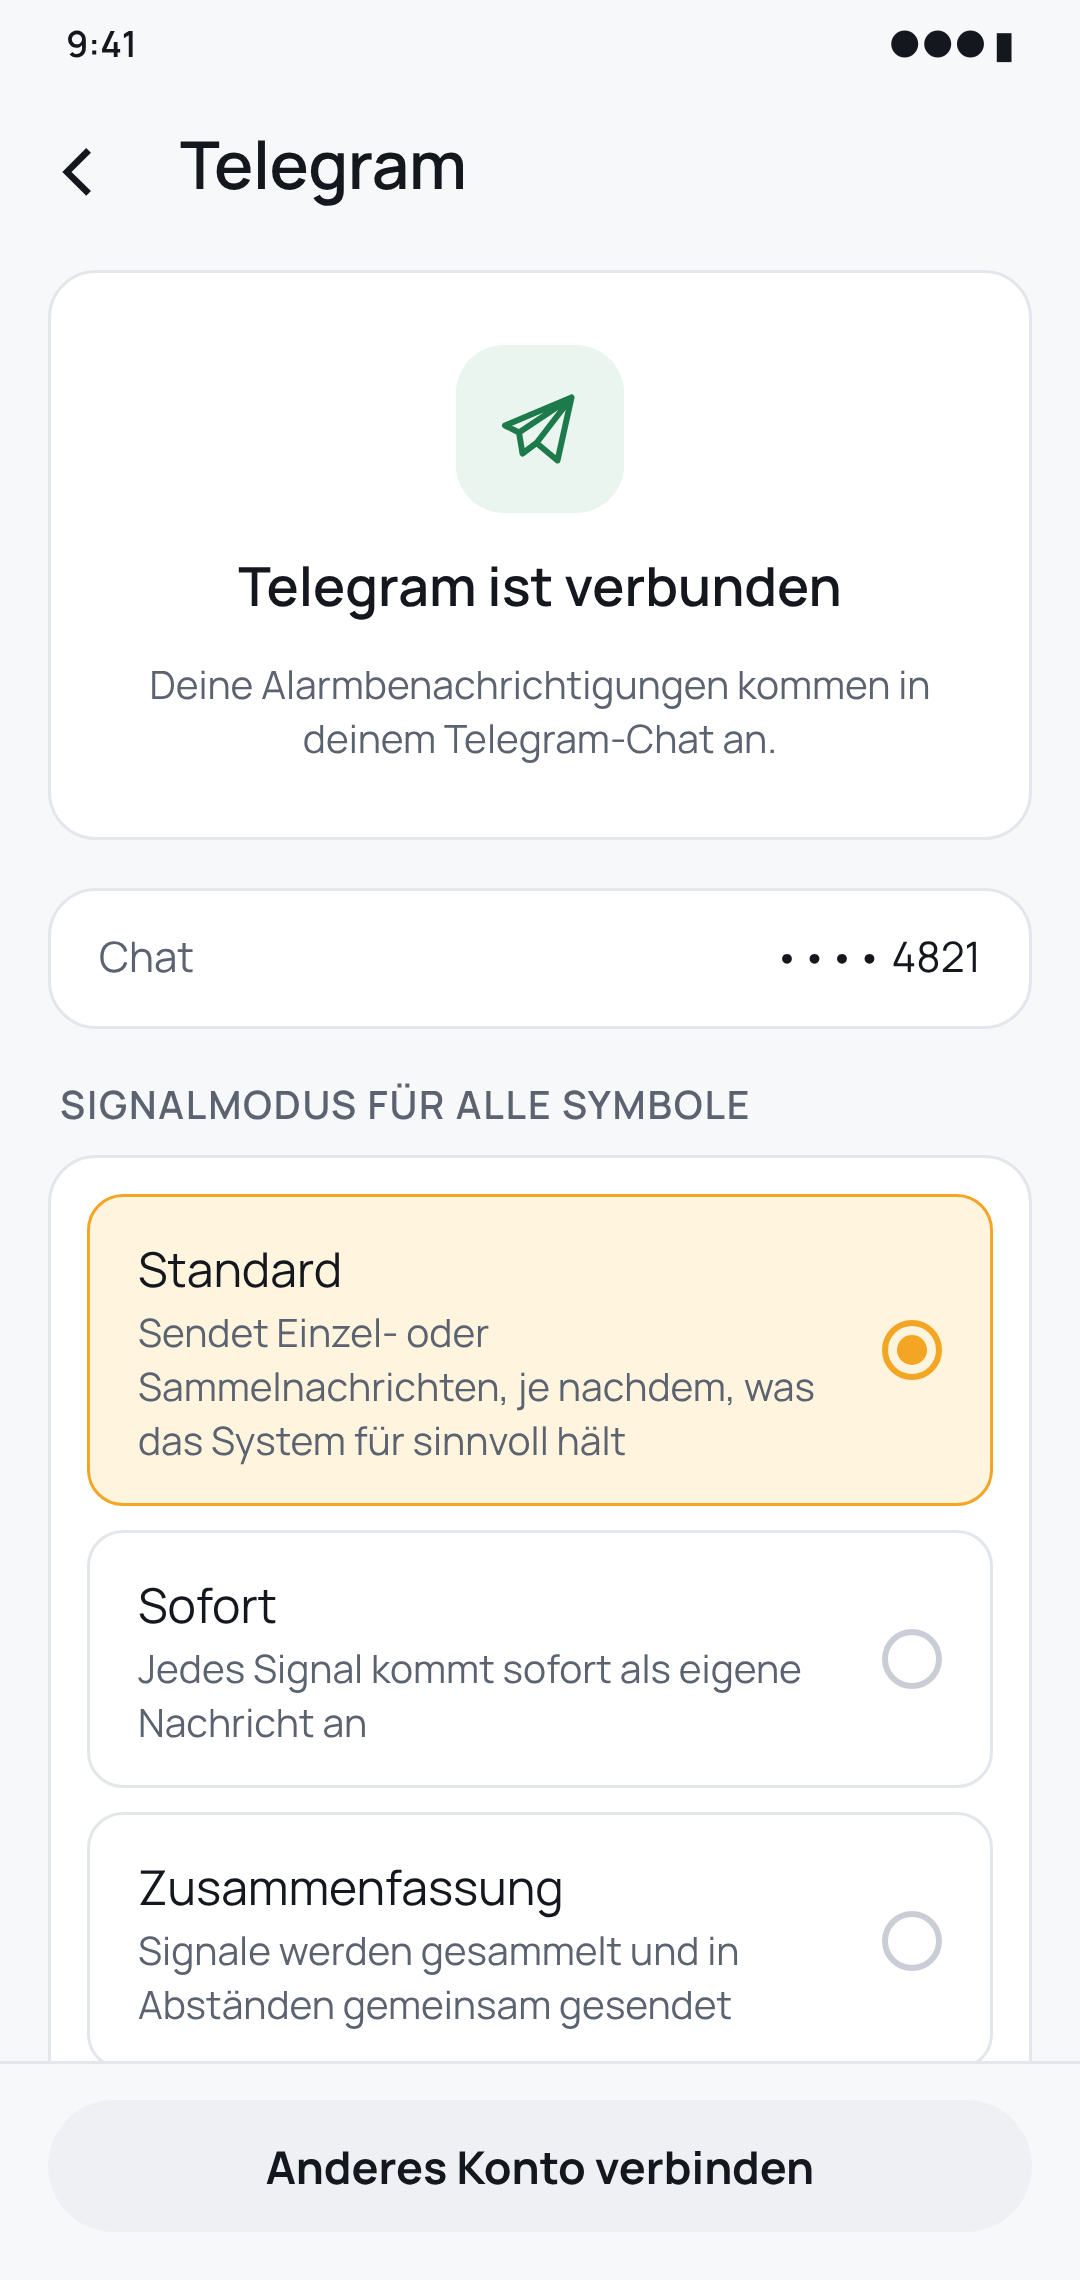 9:41
Telegram
Telegram ist verbunden
Deine Alarmbenachrichtigungen kommen in
deinem Telegram-Chat an.
Chat
• • • • 4821
SIGNALMODUS FÜR ALLE SYMBOLE
Standard
Sendet Einzel- oder
Sammelnachrichten, je nachdem, was
das System für sinnvoll hält
Sofort
Jedes Signal kommt sofort als eigene
Nachricht an
Zusammenfassung
Signale werden gesammelt und in
Abständen gemeinsam gesendet
Anderes Konto verbinden